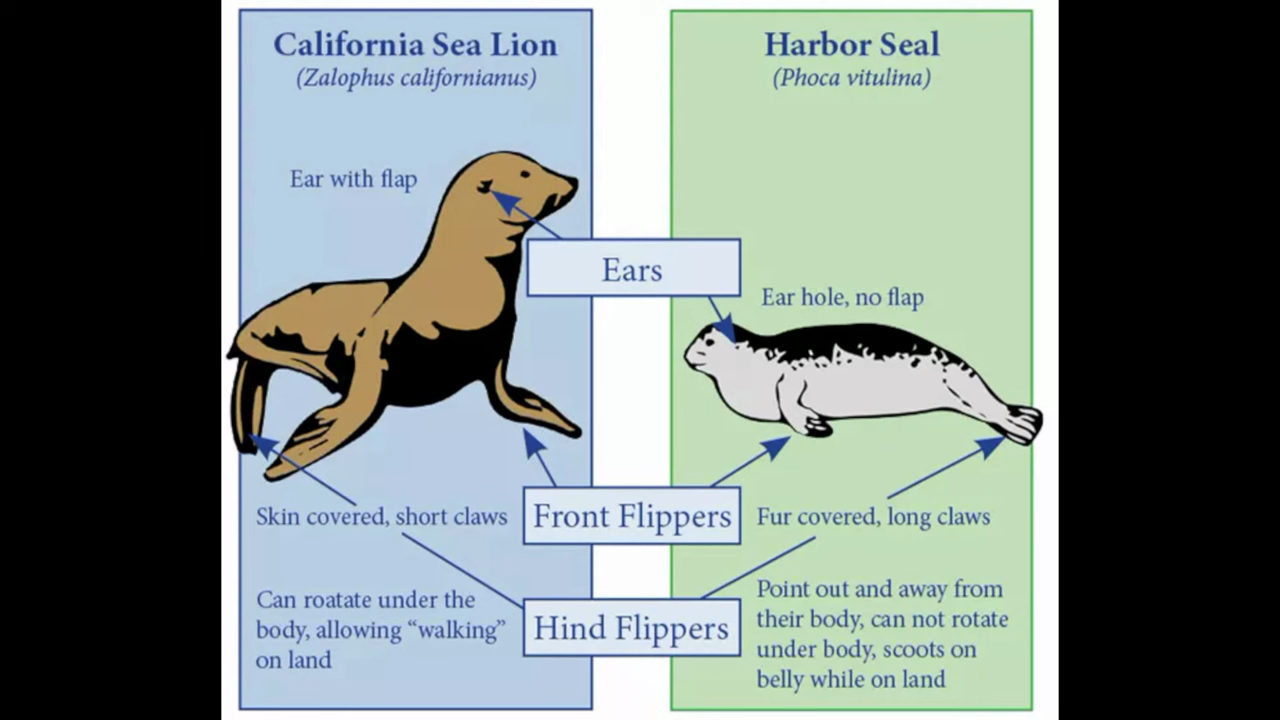 California Sea Lion
(Zalophus californianus)
Ear with flap
Harbor Seal
(Phoca vitulina)
Ears
Ear hole, no flap
Skin covered, short claws
Front Flippers
Fur covered, long claws
Can roatate under the
body, allowing “walking”
on land
Hind Flippers
Point out and away from
their body, can not rotate
under body, scoots on
belly while on land